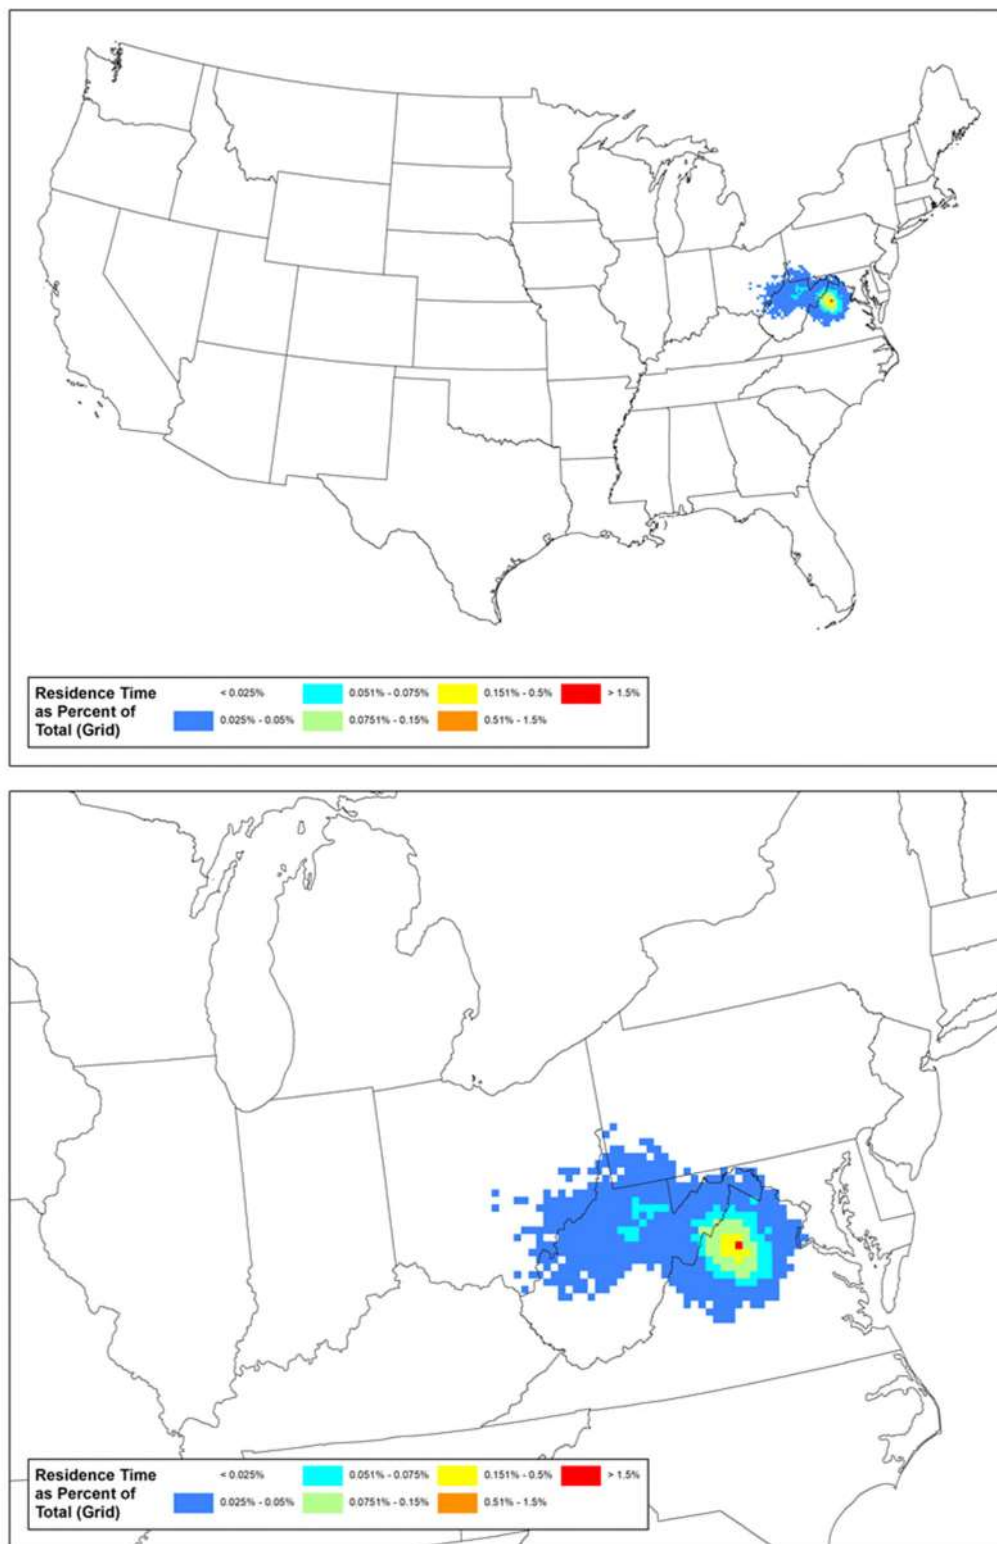 Residence Time
as Percent of
Total (Grid)
< 0.025%
0.051% - 0.075%
0.151% - 0.5%
> 1.5%
0.025% - 0.05%
0.0751% - 0.15%
0.51% - 1.5%
Residence Time
as Percent of
Total (Grid)
< 0.025%
0.051% - 0.075%
0.151% - 0.5%
> 1.5%
0.025% - 0.05%
0.0751% - 0.15%
0.51% - 1.5%